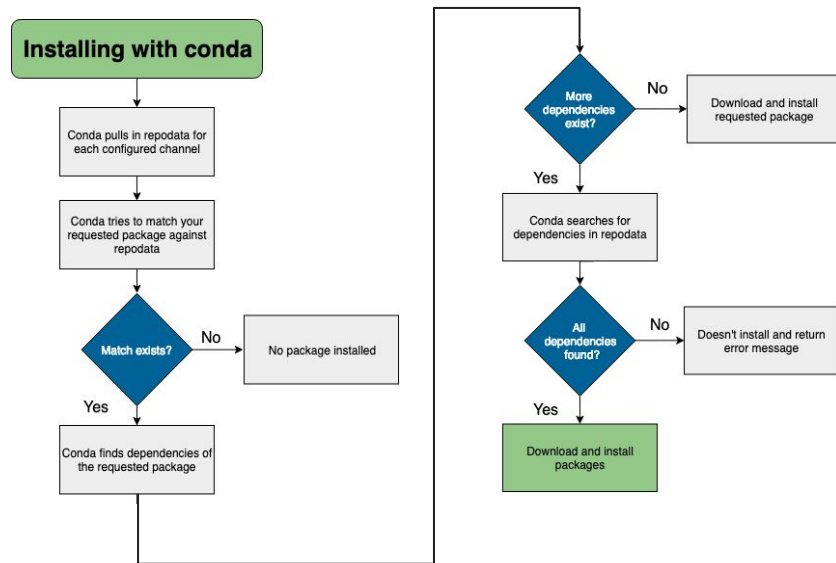 Installing with conda
Conda pulls in repodata for
each configured channel
Conda tries to match your
requested package against
repodata
Match exists?
No
No package installed
Yes
Conda finds dependencies of
the requested package
More
dependencies
exist?
No
Download and install
requested package
Yes
Conda searches for
dependencies in repodata
All
dependencies
found?
No
Doesn't install and return
error message
Yes
Download and install
packages